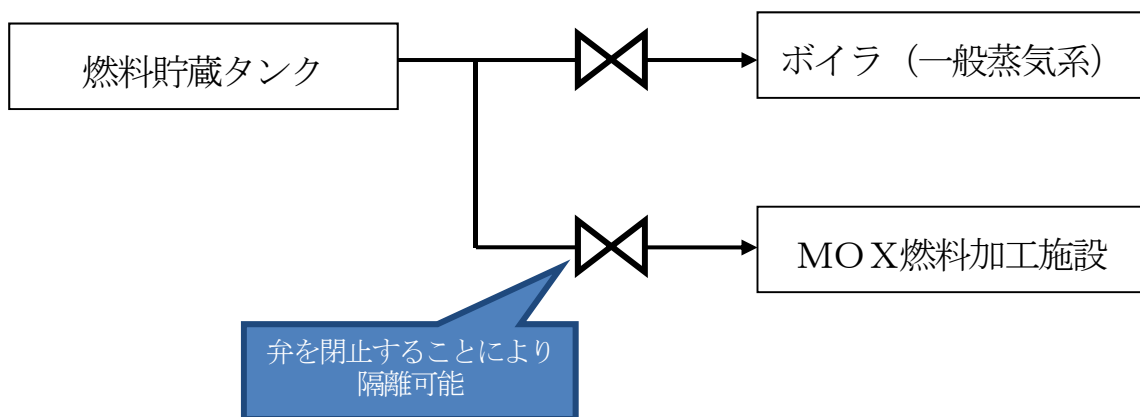 燃料貯蔵タンク
ボイラ（一般蒸気系）
ＭＯＸ燃料加工施設
弁を閉止することにより
隔離可能